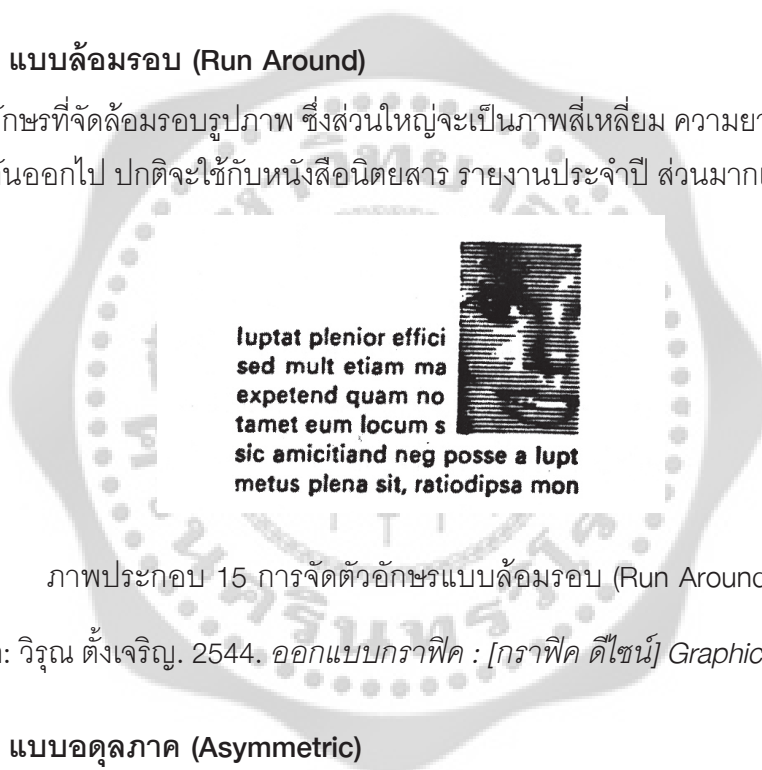 แบบล้อมรอบ (Run Around)
ักษรที่จัดล้อมรอบรูปภาพ ซึ่งส่วนใหญ่จะเป็นภาพสี่เหลี่ยม ความยา
กันออกไป ปกติจะใช้กับหนังสือนิตยสาร รายงานประจำปี ส่วนมากเ
luptat plenior effici
sed mult etiam ma
expetend quam no
tamet eum locum s
sic amicitiand neg posse a lupt
metus plena sit, ratiodipsa mon
ภาพประกอบ 15 การจัดตัวอักษรแบบล้อมรอบ (Run Around
: วิรุณ ตั้งเจริญ. 2544. ออกแบบกราฟิค : [กราฟิค ดีไซน์] Graphic
แบบอดุลภาค (Asymmetric)